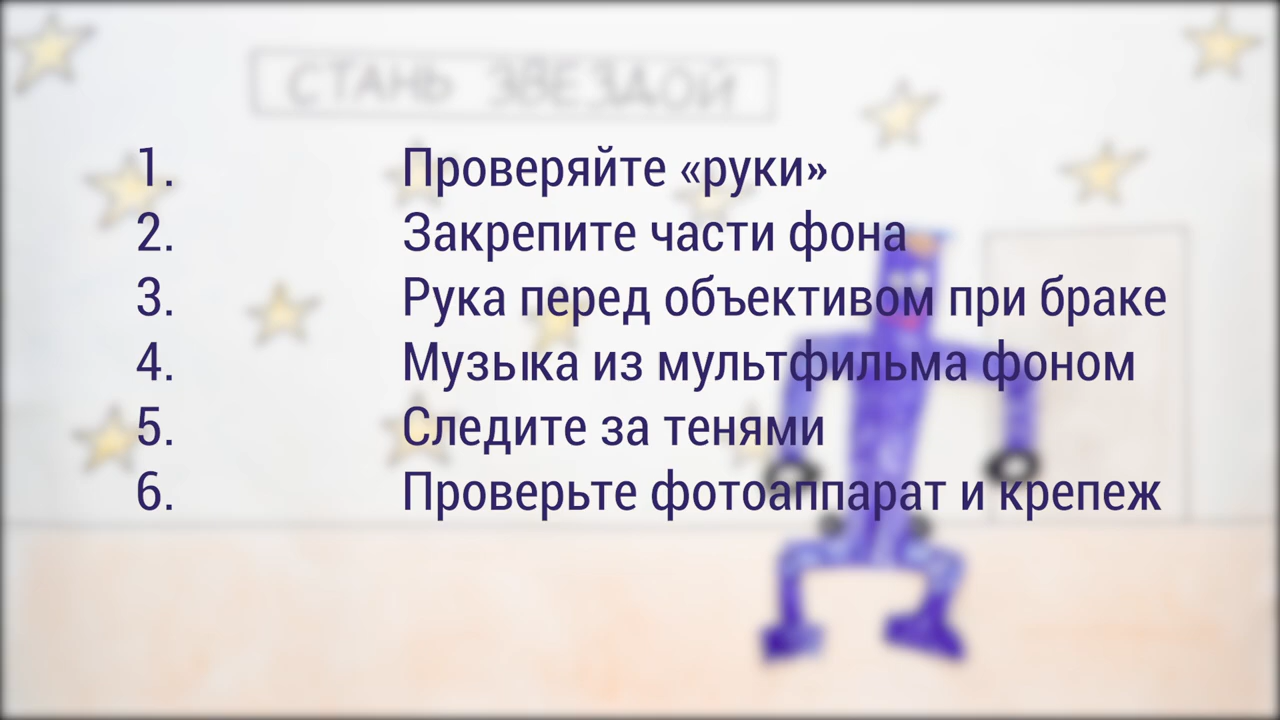 СТАНЬ ЗВЕЗДОЙ
1. Проверяйте «руки»
2. Закрепите части фона
3. Рука перед объективом при браке
4. Музыка из мультфильма фоном
5. Следите за тенями
6. Проверьте фотоаппарат и крепеж